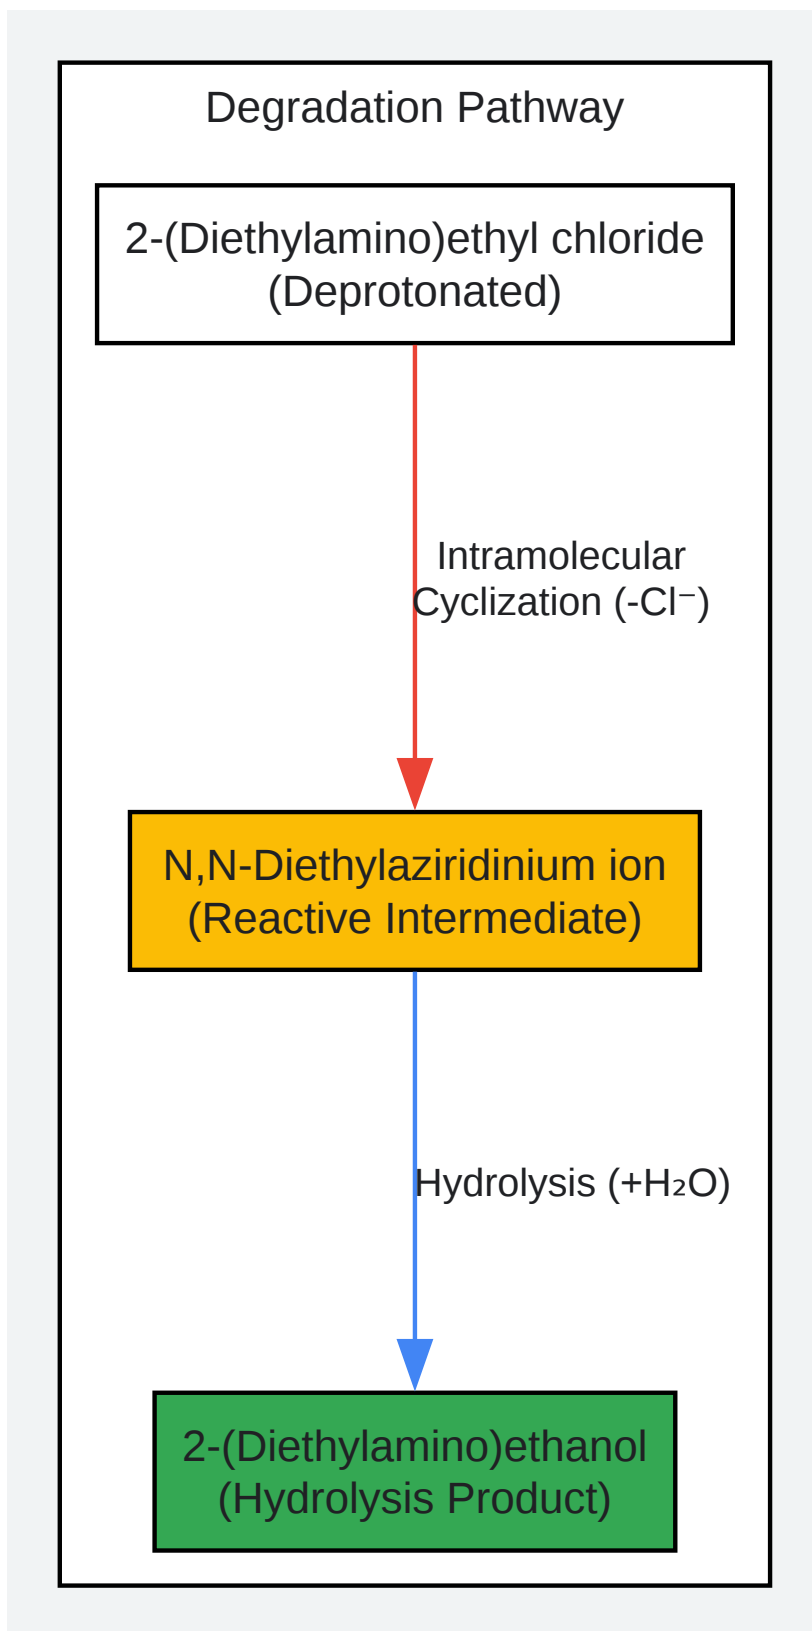 Degradation Pathway
2-(Diethylamino)ethyl chloride
(Deprotonated)
Intramolecular
Cyclization (-Cl⁻)
N,N-Diethylaziridinium ion
(Reactive Intermediate)
Hydrolysis (+H₂O)
2-(Diethylamino)ethanol
(Hydrolysis Product)